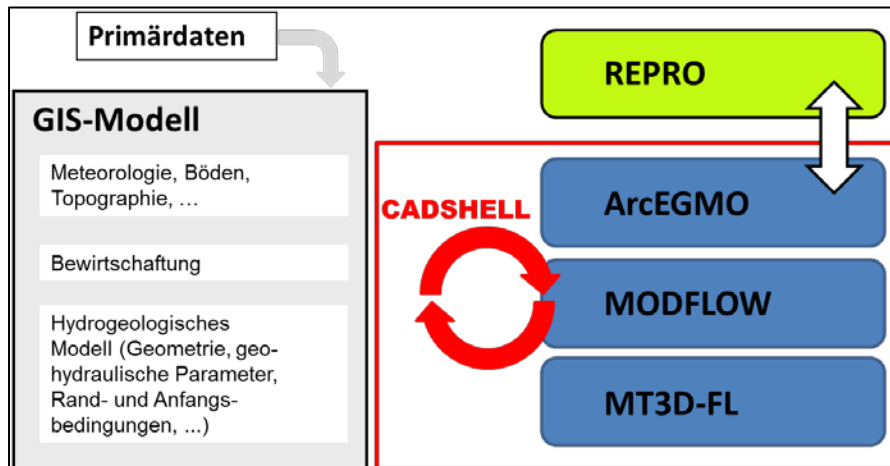 Primärdaten
GIS-Modell
Meteorologie, Böden,
Topographie, …
Bewirtschaftung
Hydrogeologisches
Modell (Geometrie, geo-
hydraulische Parameter,
Rand- und Anfangs-
bedingungen, ...)
REPRO
CADSHELL
ArcEGMO
MODFLOW
MT3D-FL